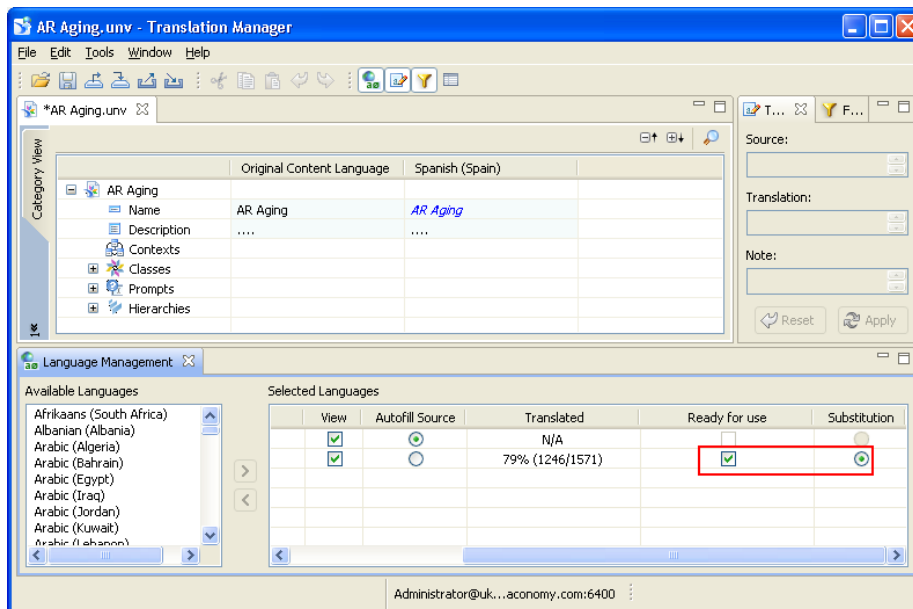 AR Aging.unv - Translation Manager
File Edit Tools Window Help
*AR Aging.unv
T... F...
Category View
Original Content Language Spanish (Spain)
AR Aging
Name AR Aging AR Aging
Description .... ....
Contexts
Classes
Prompts
Hierarchies
Source:
Translation:
Note:
Reset Apply
Language Management
Available Languages
Afrikaans (South Africa)
Albanian (Albania)
Arabic (Algeria)
Arabic (Bahrain)
Arabic (Egypt)
Arabic (Iraq)
Arabic (Jordan)
Arabic (Kuwait)
Arabic (Lebanon)
Selected Languages
View Autofill Source Translated Ready for use Substitution
N/A
79% (1246/1571)
Administrator@uk...aconomy.com:6400